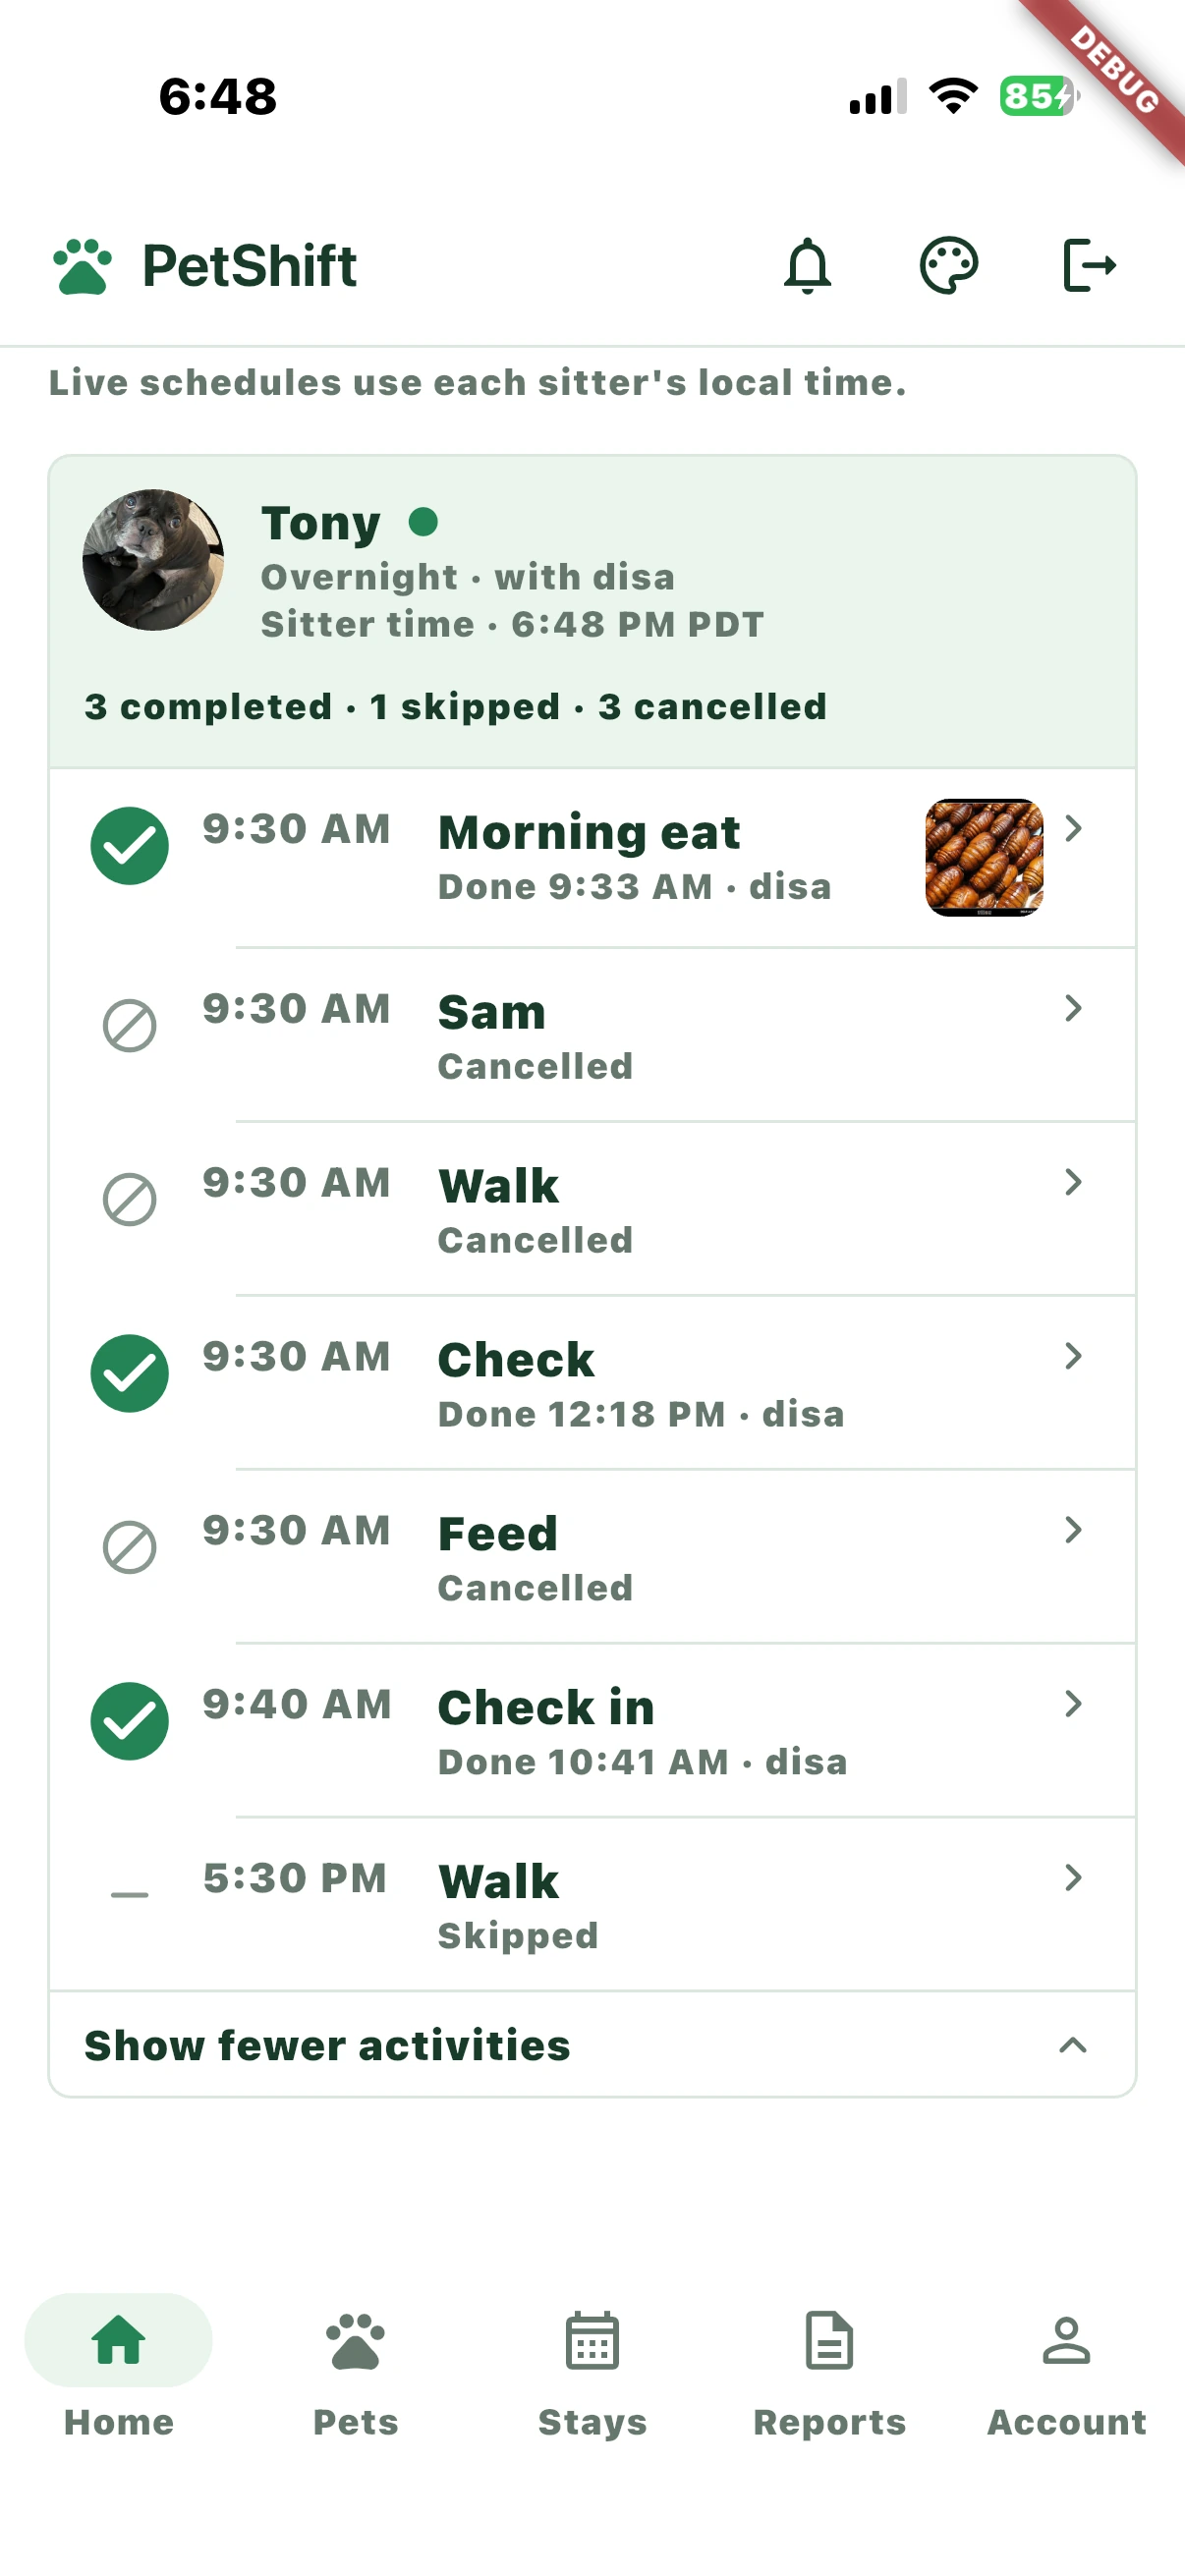 6:48
85
DEBUG
PetShift
Live schedules use each sitter's local time.
Tony
Overnight · with disa
Sitter time · 6:48 PM PDT
3 completed · 1 skipped · 3 cancelled
9:30 AM Morning eat
Done 9:33 AM · disa
9:30 AM Sam
Cancelled
9:30 AM Walk
Cancelled
9:30 AM Check
Done 12:18 PM · disa
9:30 AM Feed
Cancelled
9:40 AM Check in
Done 10:41 AM · disa
5:30 PM Walk
Skipped
Show fewer activities
Home Pets Stays Reports Account